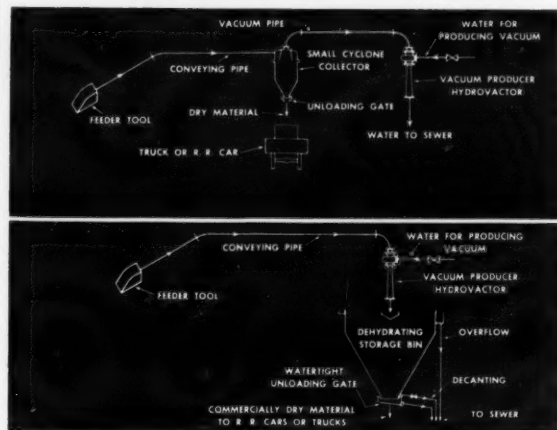 VACUUM PIPE
WATER FOR
PRODUCING VACUUM
SMALL CYCLONE
COLLECTOR
CONVEYING PIPE
VACUUM PRODUCER
HYDROVACTOR
UNLOADING GATE
DRY MATERIAL
FEEDER TOOL
WATER TO SEWER
TRUCK OR R. R. CAR
WATER FOR PRODUCING
VACUUM
CONVEYING PIPE
VACUUM PRODUCER
HYDROVACTOR
FEEDER TOOL
DEHYDRATING
STORAGE BIN
OVERFLOW
WATERTIGHT
UNLOADING GATE
DECANTING
COMMERCIALLY DRY MATERIAL
TO R. R. CARS OR TRUCKS
TO SEWER